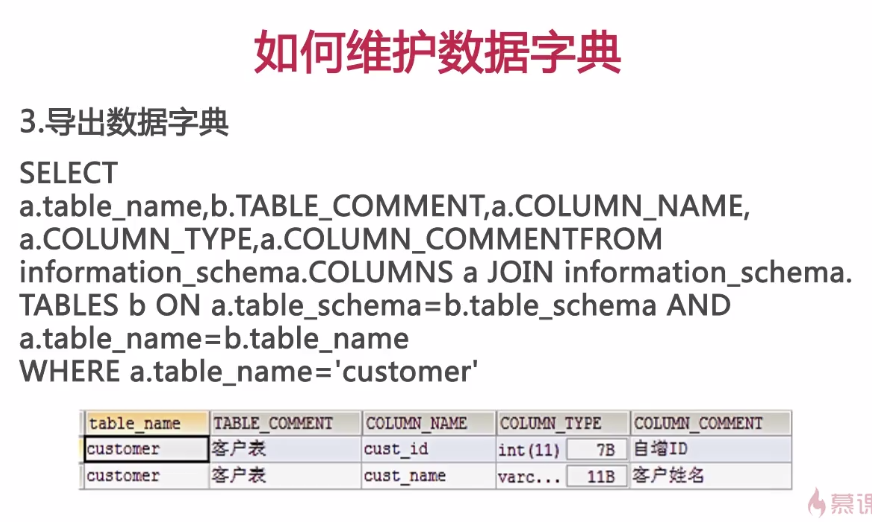 如何维护数据字典
3.导出数据字典
SELECT
a.table_name,b.TABLE_COMMENT,a.COLUMN_NAME,
a.COLUMN_TYPE,a.COLUMN_COMMENTFROM
information_schema.COLUMNS a JOIN information_schema.
TABLES b ON a.table_schema=b.table_schema AND
a.table_name=b.table_name
WHERE a.table_name='customer'
table_name TABLE_COMMENT COLUMN_NAME COLUMN_TYPE COLUMN_COMMENT
customer 客户表 cust_id int(11) 7B 自增ID
customer 客户表 cust_name varc... 11B 客户姓名
慕课